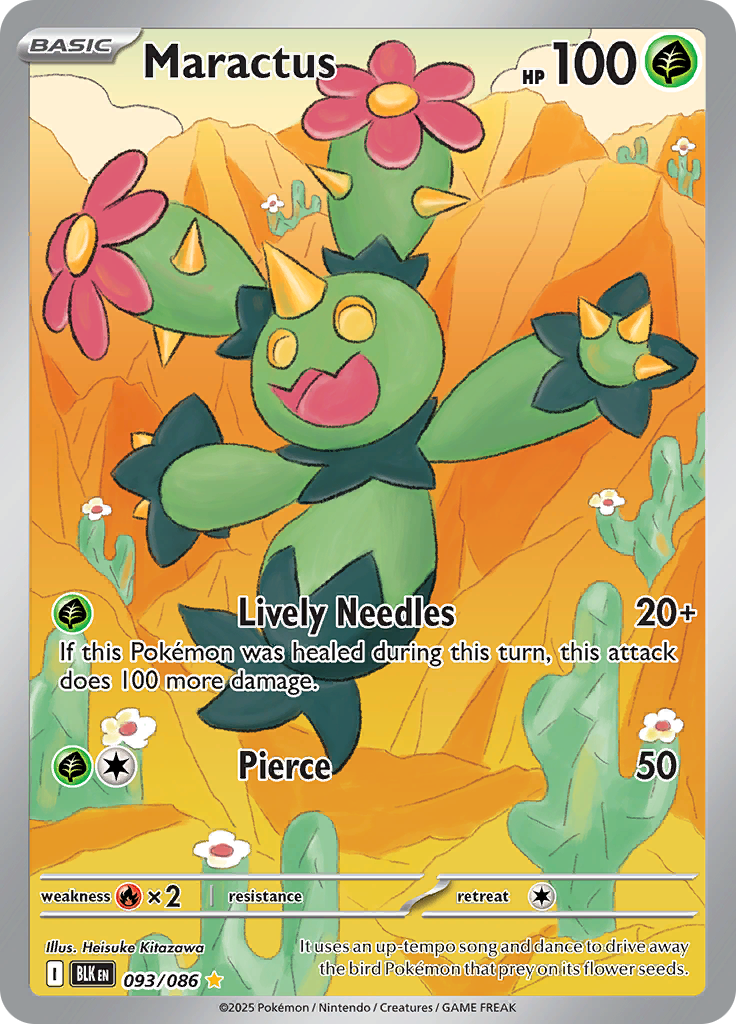 BASIC
Maractus
HP 100
Lively Needles 20+
If this Pokémon was healed during this turn, this attack
does 100 more damage.
Pierce 50
weakness ×2 resistance retreat
Illus. Heisuke Kitazawa
It uses an up-tempo song and dance to drive away
the bird Pokémon that prey on its flower seeds.
I BLK EN 093/086
©2025 Pokémon / Nintendo / Creatures / GAME FREAK